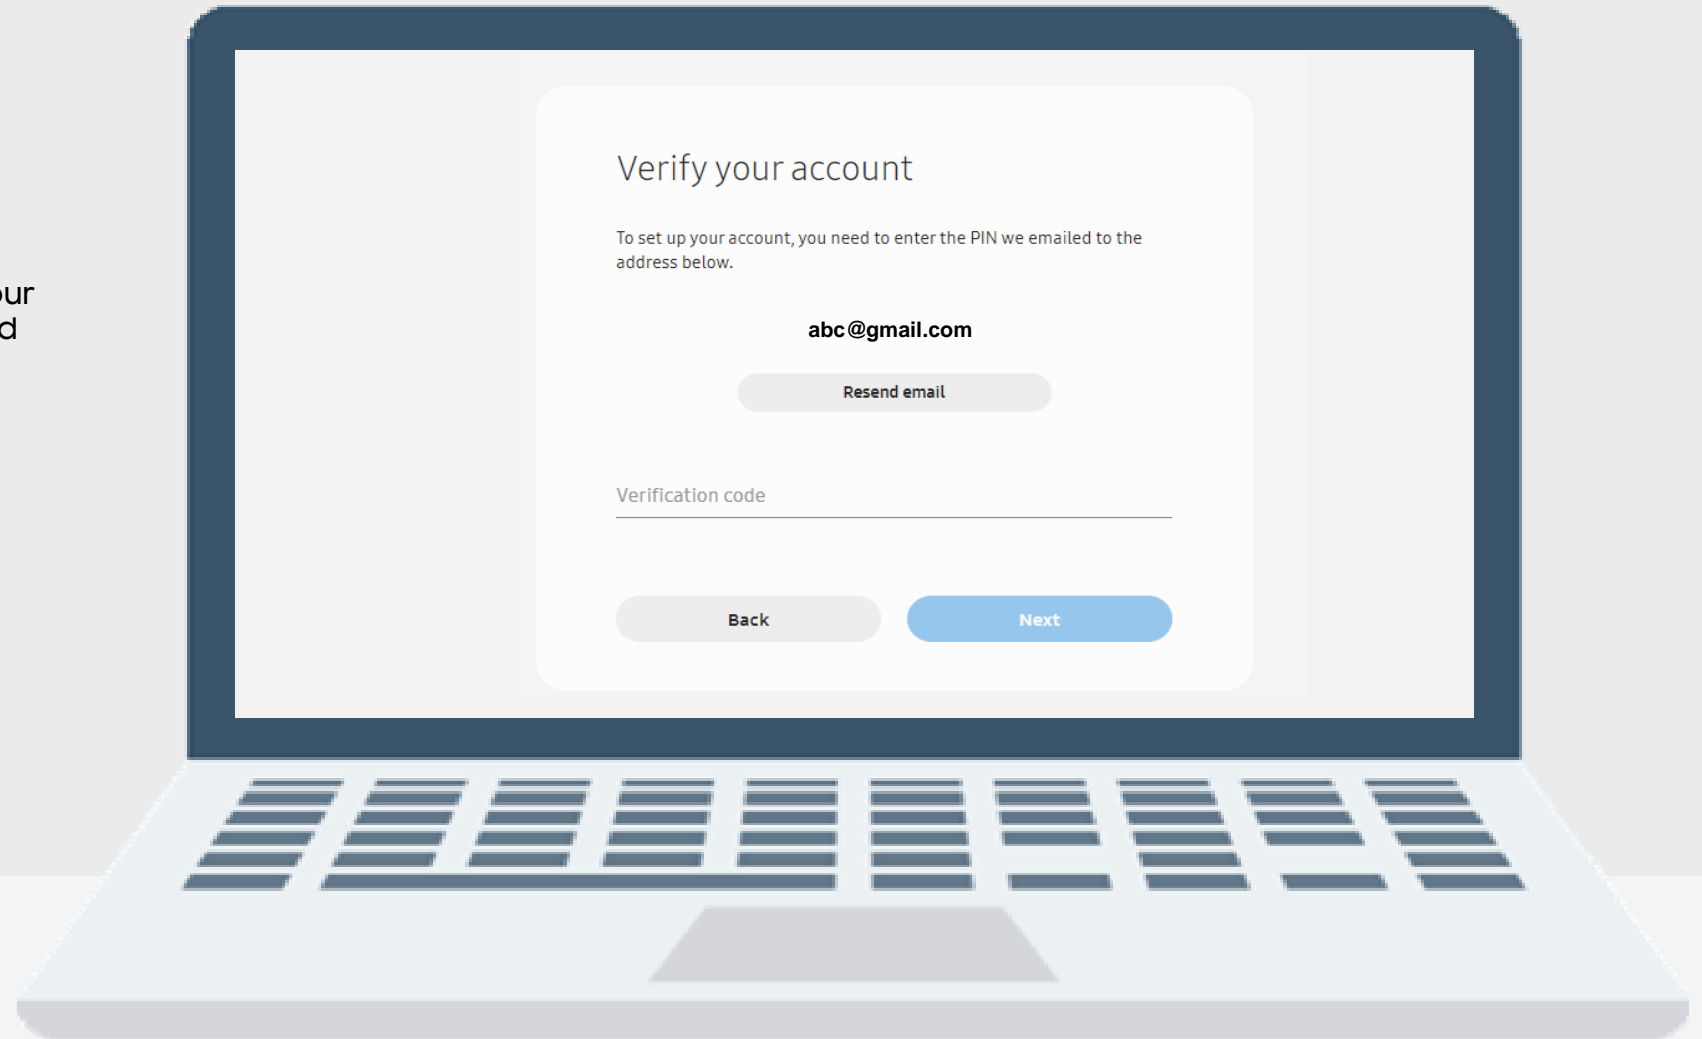 Verify your account
To set up your account, you need to enter the PIN we emailed to the
address below.
abc@gmail.com
Resend email
Verification code
Back
Next